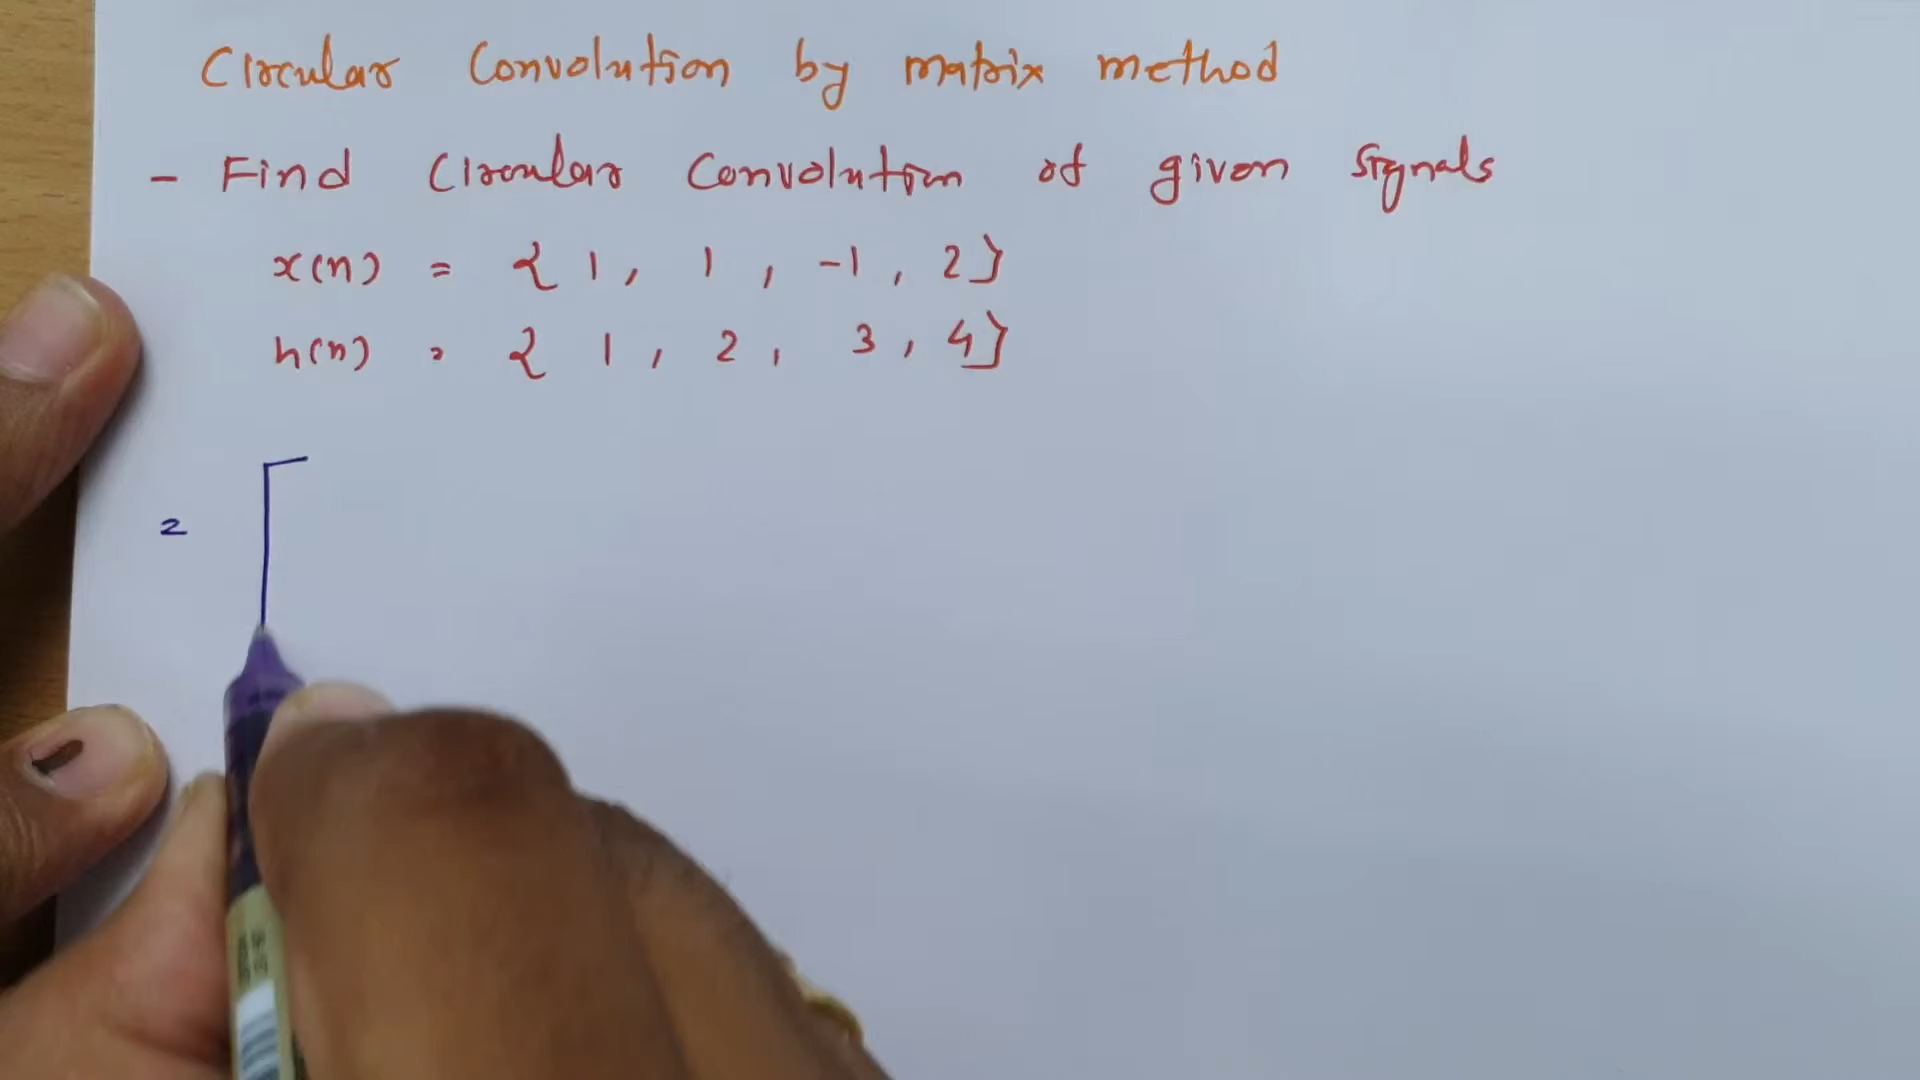 Circular Convolution by matrix method
- Find Circular Convolution of given signals
x(n) = { 1 , 1 , -1 , 2 }
h(n) = { 1 , 2 , 3 , 4 }
= [